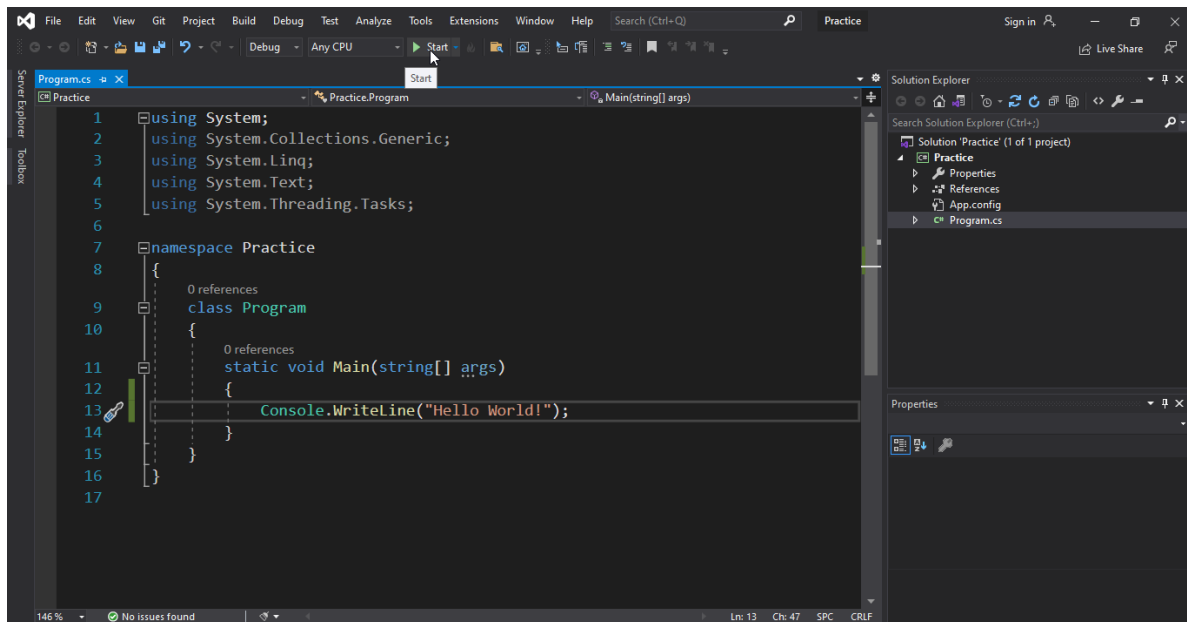 File Edit View Git Project Build Debug Test Analyze Tools Extensions Window Help Search (Ctrl+Q) Practice Sign in
Debug Any CPU Start Live Share
Server Explorer
Toolbox
Program.cs
Start
Practice Practice.Program Main(string[] args)
1 using System;
2 using System.Collections.Generic;
3 using System.Linq;
4 using System.Text;
5 using System.Threading.Tasks;
6
7 namespace Practice
8 {
0 references
9 class Program
10 {
0 references
11 static void Main(string[] args)
12 {
13 Console.WriteLine("Hello World!");
14 }
15 }
16 }
17
146 % No issues found Ln: 13 Ch: 47 SPC CRLF
Solution Explorer
Search Solution Explorer (Ctrl+;)
Solution 'Practice' (1 of 1 project)
C# Practice
Properties
References
App.config
C# Program.cs
Properties